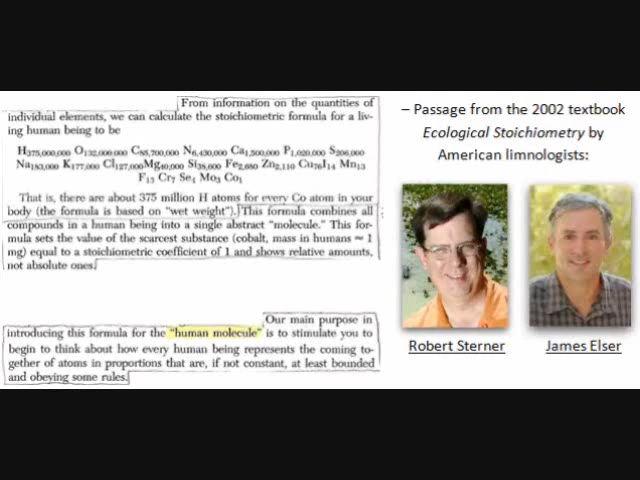 From information on the quantities of
individual elements, we can calculate the stoichiometric formula for a liv-
ing human being to be
H375,000,000 O132,000,000 C85,700,000 N6,430,000 Ca1,500,000 P1,020,000 S206,000
Na183,000 K177,000 Cl127,000 Mg40,000 Si38,600 Fe2,680 Zn2,110 Cu76 I14 Mn13
F13 Cr7 Se4 Mo3 Co1
That is, there are about 375 million H atoms for every Co atom in your
body (the formula is based on "wet weight"). This formula combines all
compounds in a human being into a single abstract "molecule." This for-
mula sets the value of the scarcest substance (cobalt, mass in humans ≈ 1
mg) equal to a stoichiometric coefficient of 1 and shows relative amounts,
not absolute ones.
Our main purpose in
introducing this formula for the "human molecule" is to stimulate you to
begin to think about how every human being represents the coming to-
gether of atoms in proportions that are, if not constant, at least bounded
and obeying some rules.
– Passage from the 2002 textbook
Ecological Stoichiometry by
American limnologists:
Robert Sterner
James Elser